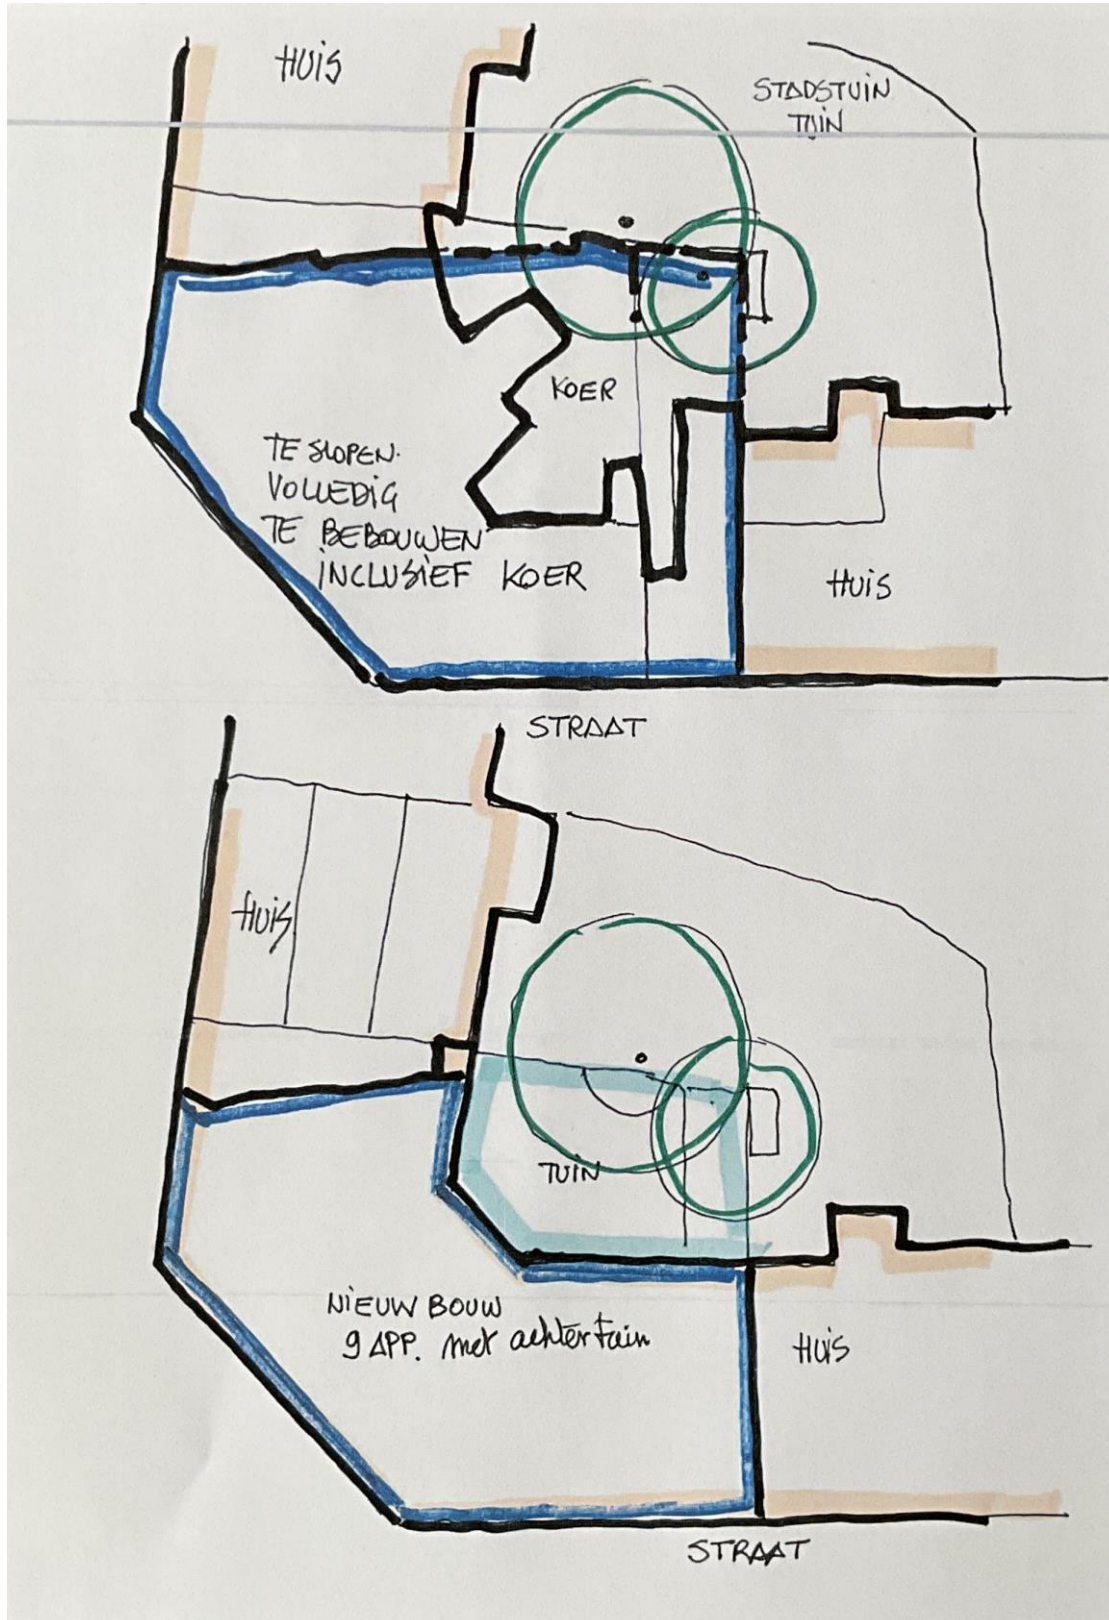 HUIS
STADSTUIN
TUIN
KOER
TE SLOPEN.
VOLLEDIG
TE BEBOUWEN
INCLUSIEF KOER
HUIS
STRAAT
HUIS
TUIN
NIEUW BOUW
9 APP. met achtertuin
HUIS
STRAAT